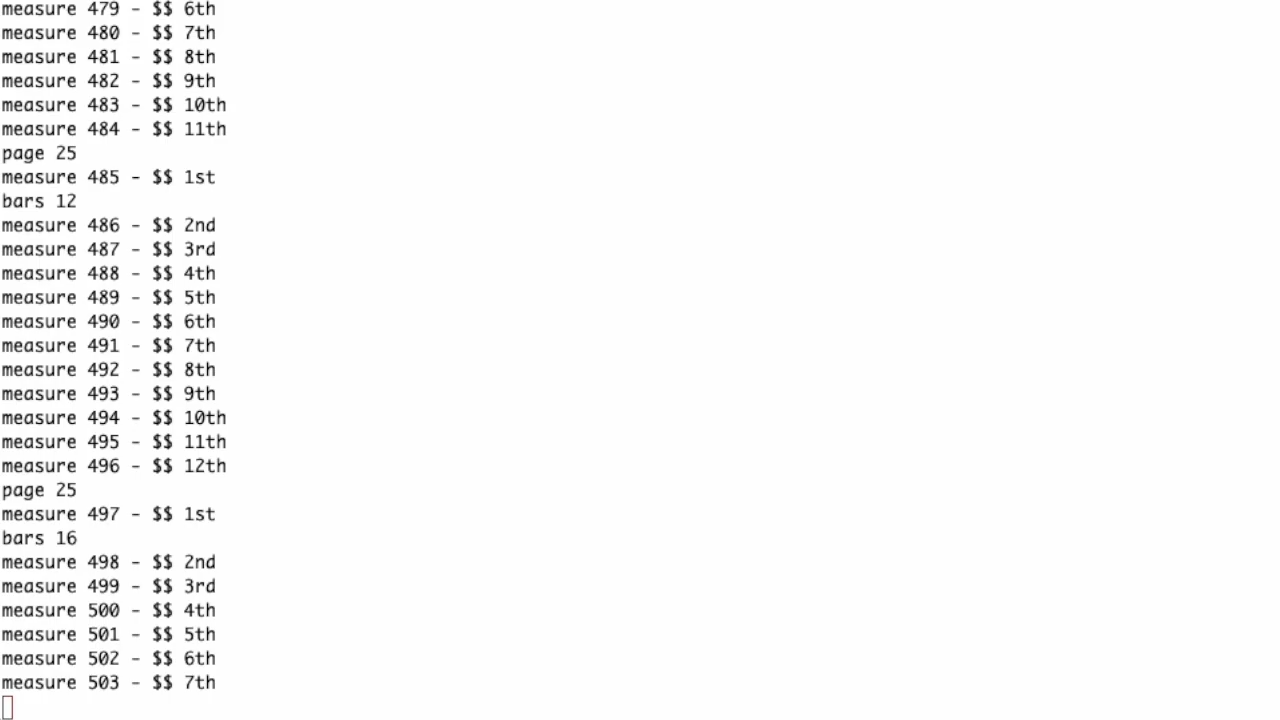 measure 479 - $$ 6th
measure 480 - $$ 7th
measure 481 - $$ 8th
measure 482 - $$ 9th
measure 483 - $$ 10th
measure 484 - $$ 11th
page 25
measure 485 - $$ 1st
bars 12
measure 486 - $$ 2nd
measure 487 - $$ 3rd
measure 488 - $$ 4th
measure 489 - $$ 5th
measure 490 - $$ 6th
measure 491 - $$ 7th
measure 492 - $$ 8th
measure 493 - $$ 9th
measure 494 - $$ 10th
measure 495 - $$ 11th
measure 496 - $$ 12th
page 25
measure 497 - $$ 1st
bars 16
measure 498 - $$ 2nd
measure 499 - $$ 3rd
measure 500 - $$ 4th
measure 501 - $$ 5th
measure 502 - $$ 6th
measure 503 - $$ 7th